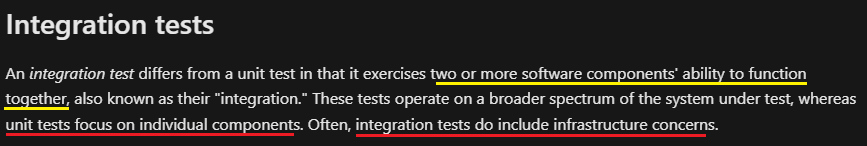 Integration tests
An integration test differs from a unit test in that it exercises two or more software components' ability to function
together, also known as their "integration." These tests operate on a broader spectrum of the system under test, whereas
unit tests focus on individual components. Often, integration tests do include infrastructure concerns.